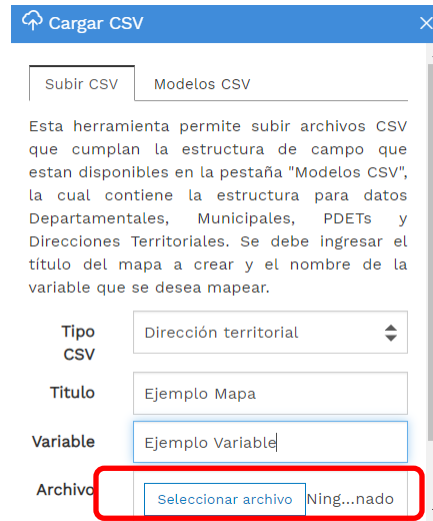 Cargar CSV
Subir CSV Modelos CSV
Esta herramienta permite subir archivos CSV
que cumplan la estructura de campo que
estan disponibles en la pestaña "Modelos CSV",
la cual contiene la estructura para datos
Departamentales, Municipales, PDETs y
Direcciones Territoriales. Se debe ingresar el
título del mapa a crear y el nombre de la
variable que se desea mapear.
Tipo CSV Dirección territorial
Titulo Ejemplo Mapa
Variable Ejemplo Variable
Archivo Seleccionar archivo Ning...nado